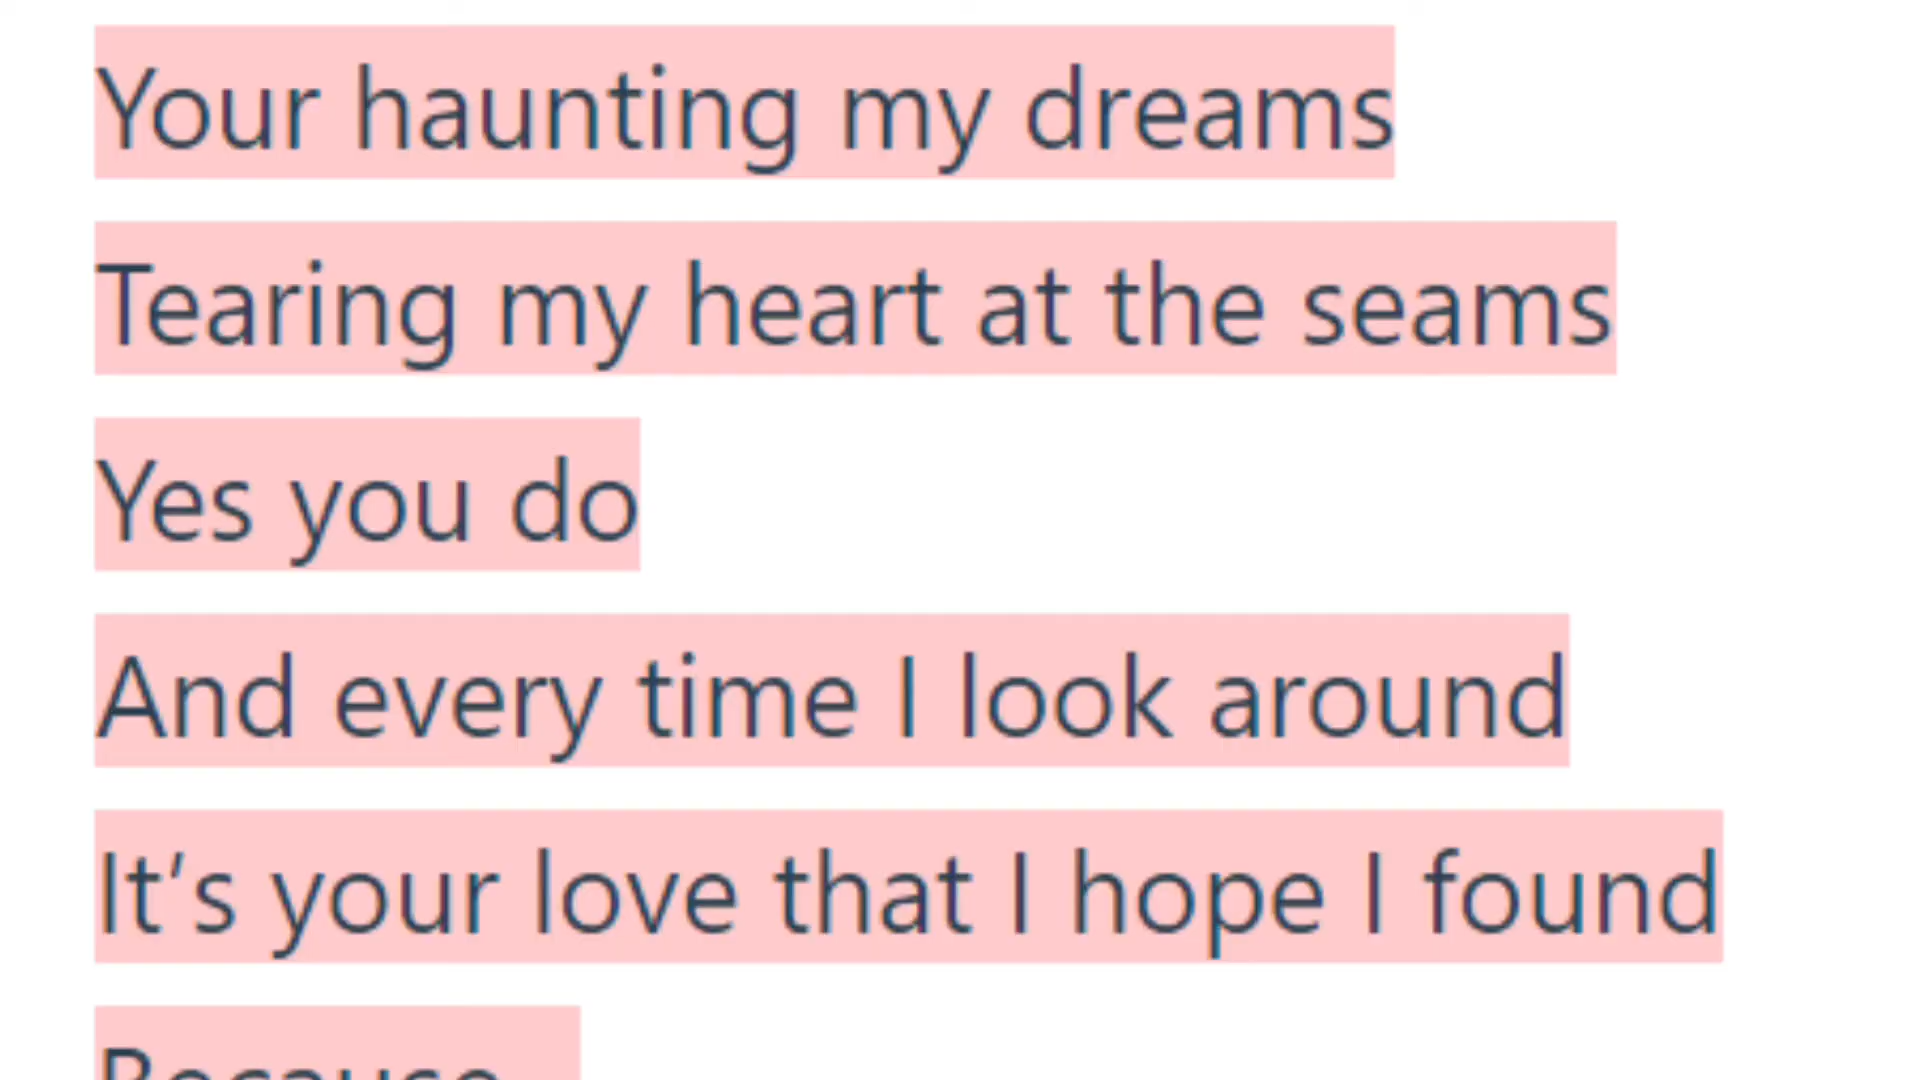 Your haunting my dreams
Tearing my heart at the seams
Yes you do
And every time I look around
It's your love that I hope I found
Because